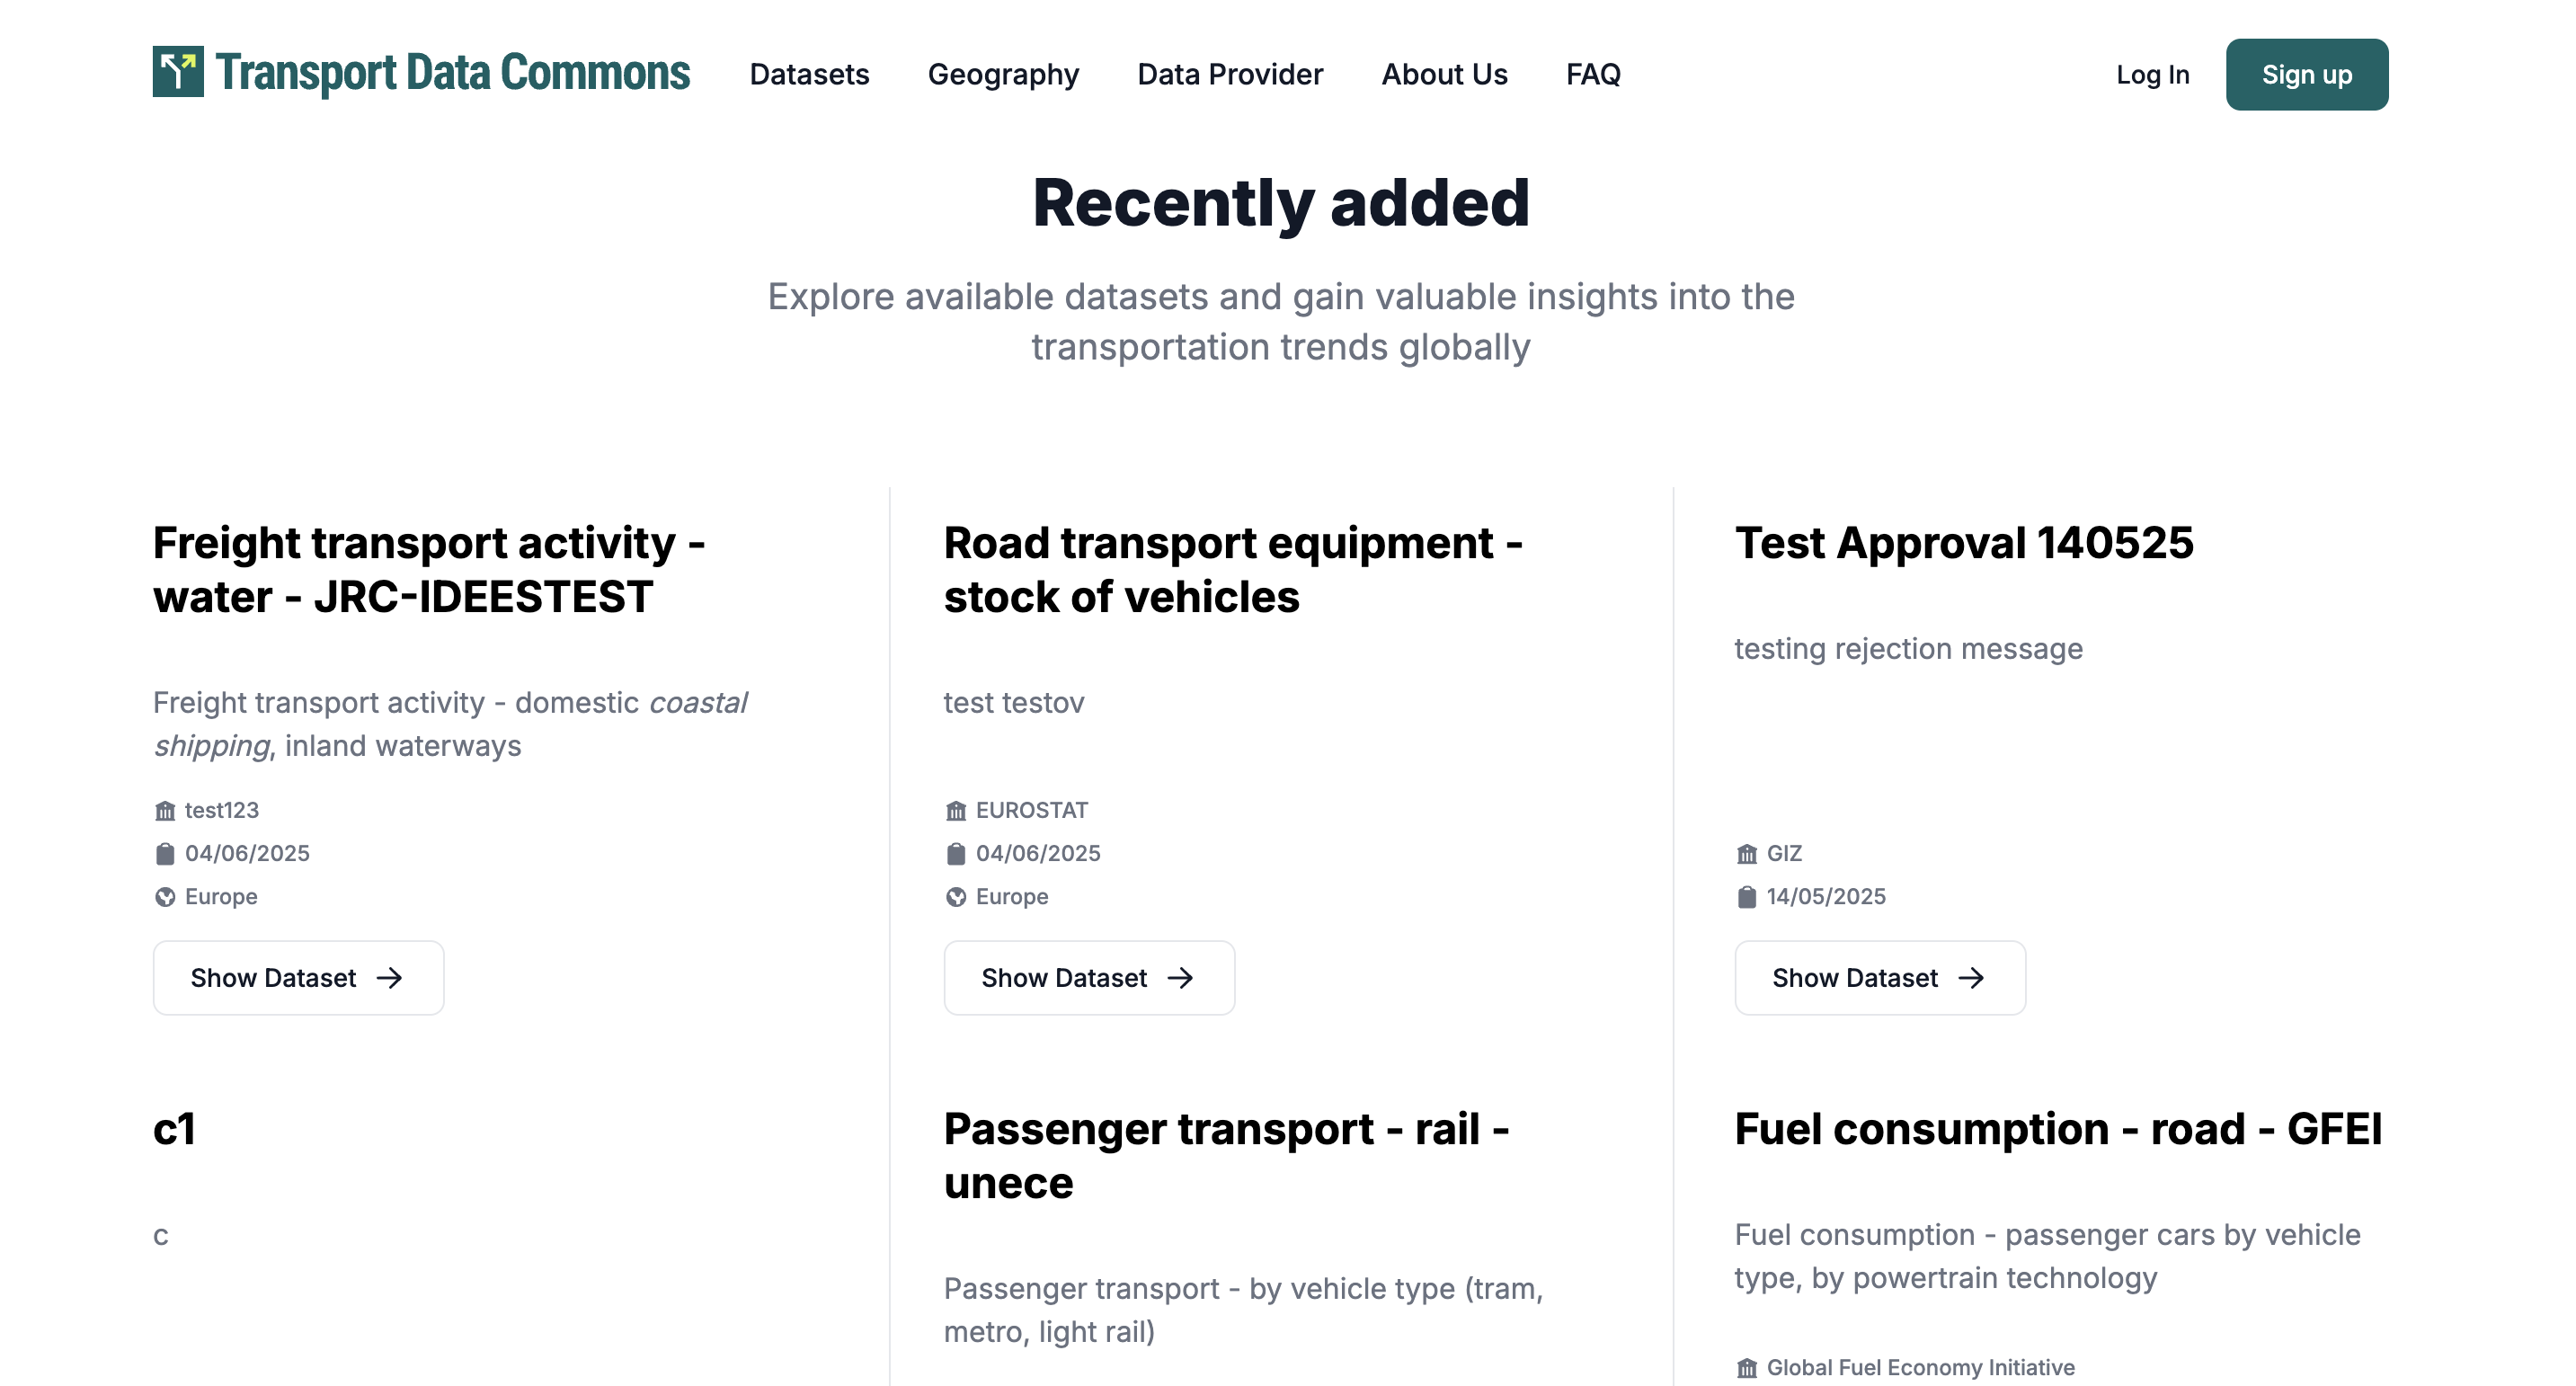 Transport Data Commons
Datasets
Geography
Data Provider
About Us
FAQ
Log In
Sign up
Recently added
Explore available datasets and gain valuable insights into the
transportation trends globally
Freight transport activity -
water - JRC-IDEESTEST
Freight transport activity - domestic coastal
shipping, inland waterways
test123
04/06/2025
Europe
Show Dataset
Road transport equipment -
stock of vehicles
test testov
EUROSTAT
04/06/2025
Europe
Show Dataset
Test Approval 140525
testing rejection message
GIZ
14/05/2025
Show Dataset
c1
c
Passenger transport - rail -
unece
Passenger transport - by vehicle type (tram,
metro, light rail)
Fuel consumption - road - GFEI
Fuel consumption - passenger cars by vehicle
type, by powertrain technology
Global Fuel Economy Initiative